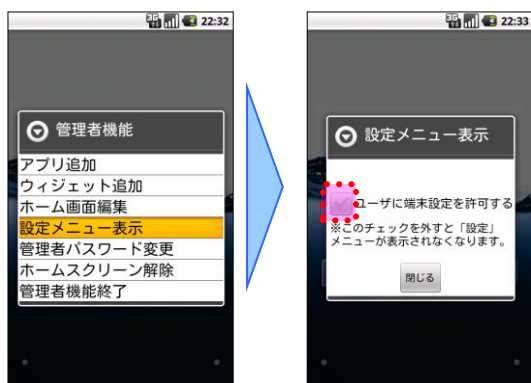 3G 22:32
管理者機能
アプリ追加
ウィジェット追加
ホーム画面編集
設定メニュー表示
管理者パスワード変更
ホームスクリーン解除
管理者機能終了
3G 22:33
設定メニュー表示
ユーザに端末設定を許可する
※このチェックを外すと「設定」
メニューが表示されなくなります。
閉じる